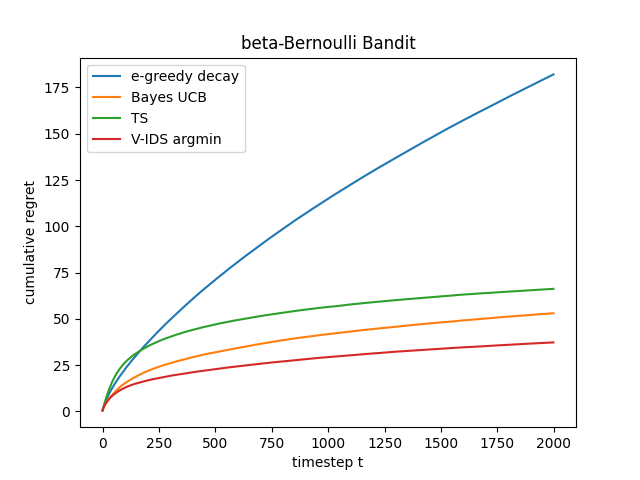 beta-Bernoulli Bandit
e-greedy decay
Bayes UCB
TS
V-IDS argmin
175
150
125
100
75
50
25
0
cumulative regret
0 250 500 750 1000 1250 1500 1750 2000
timestep t